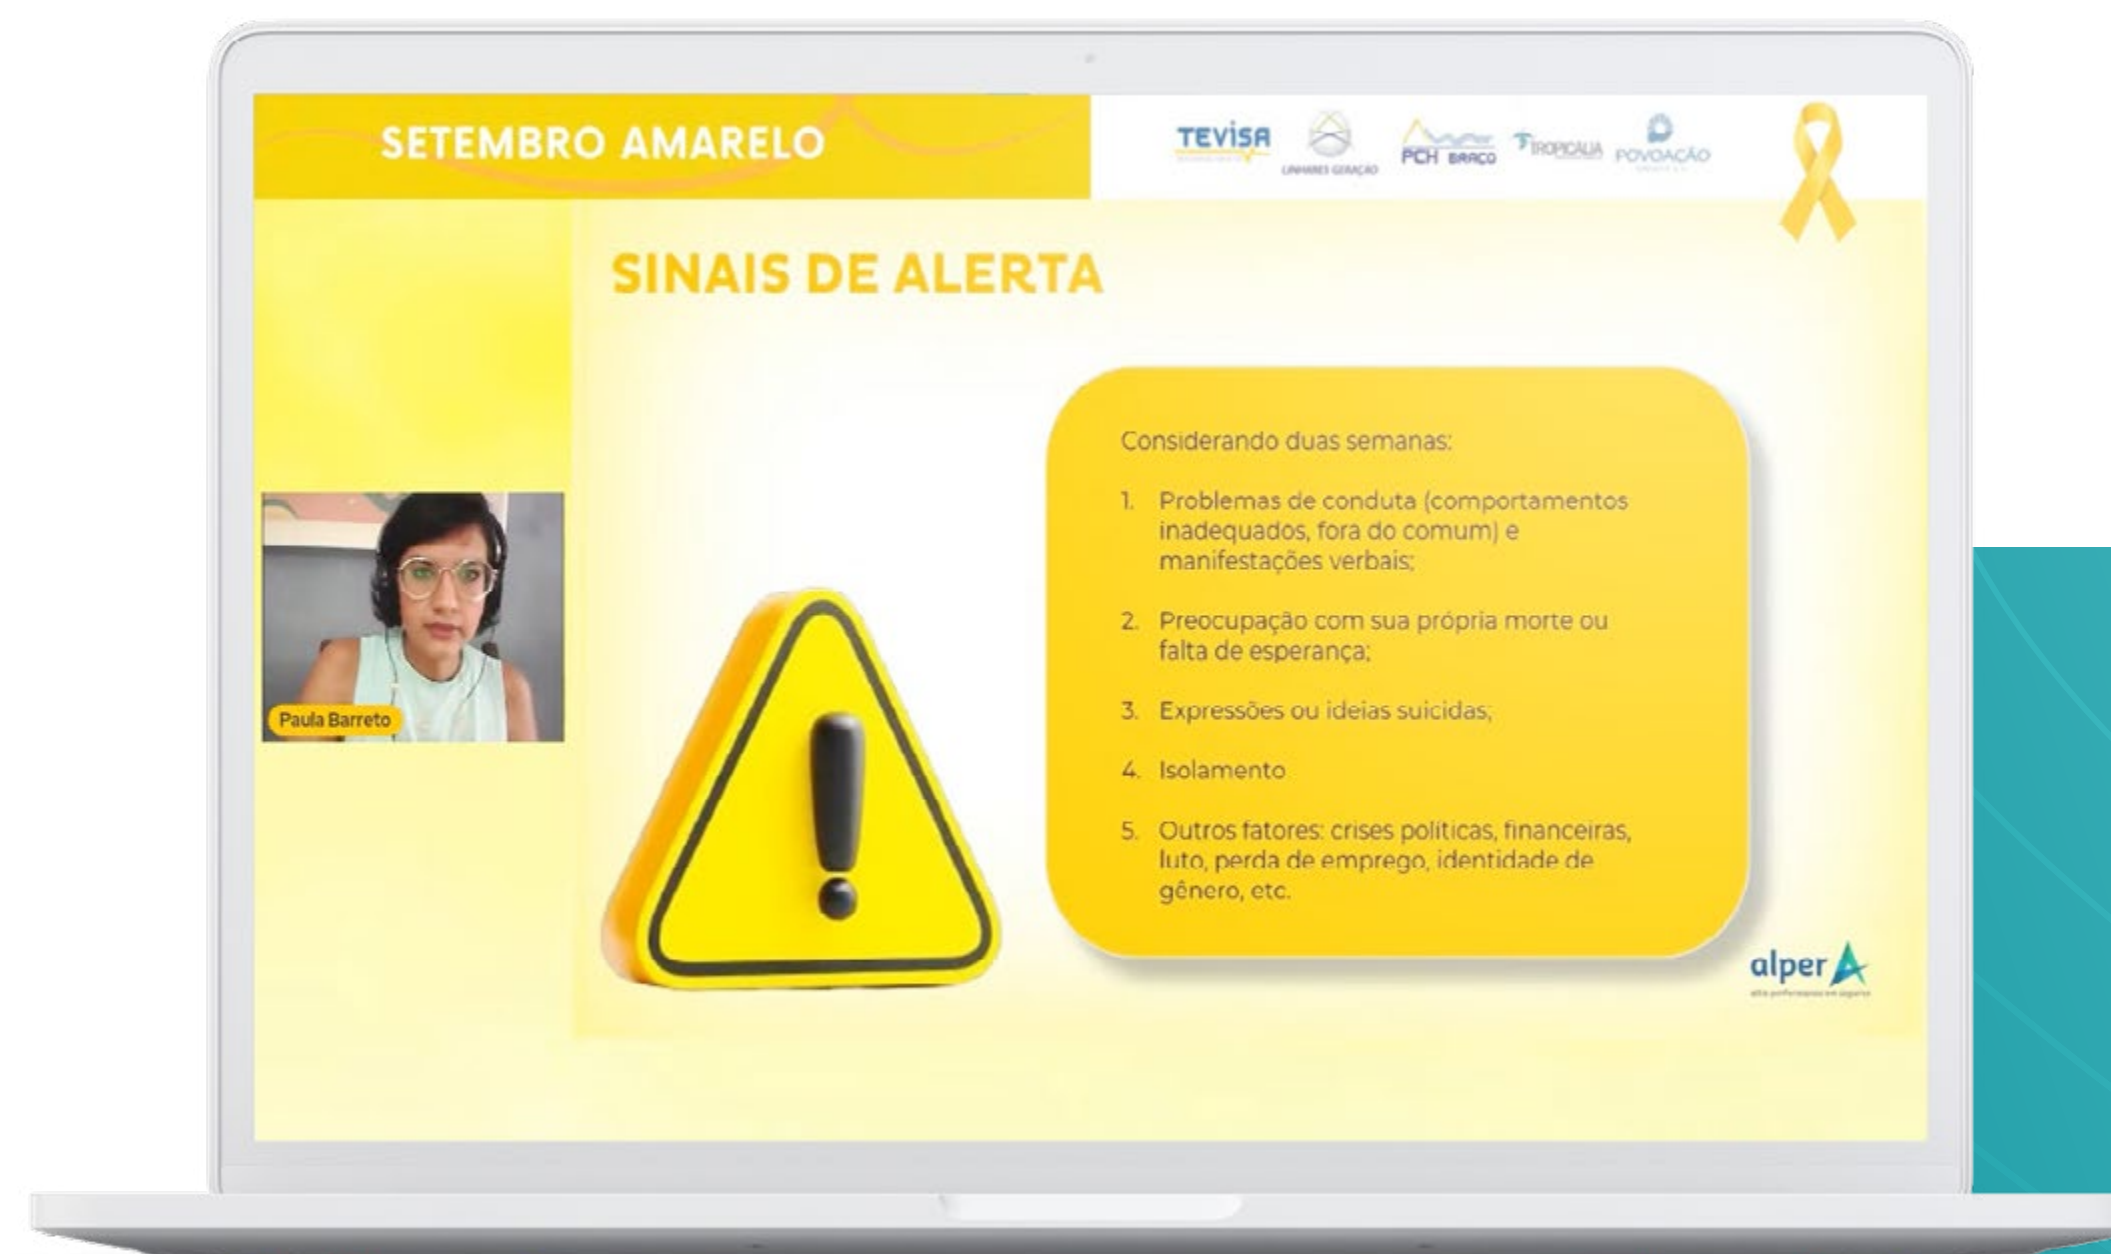 SETEMBRO AMARELO
TEVISA
LINHARES GERAÇÃO
PCH BRAÇO
TROPICALIA
POVOAÇÃO
SINAIS DE ALERTA
Considerando duas semanas:
1. Problemas de conduta (comportamentos
inadequados, fora do comum) e
manifestações verbais;
2. Preocupação com sua própria morte ou
falta de esperança;
3. Expressões ou ideias suicidas;
4. Isolamento
5. Outros fatores: crises políticas, financeiras,
luto, perda de emprego, identidade de
gênero, etc.
Paula Barreto
alper